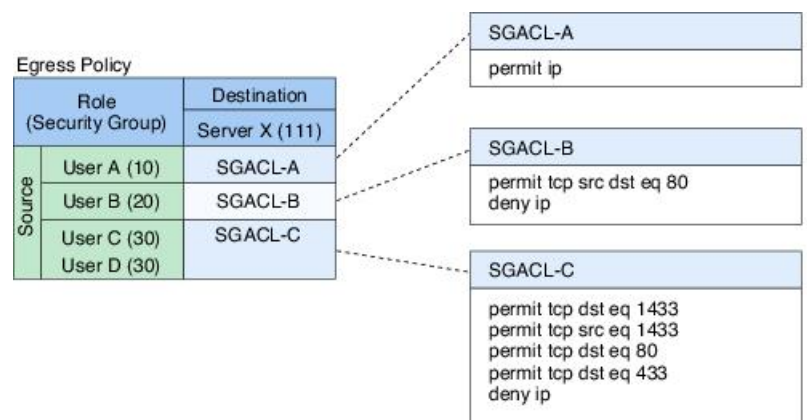 Egress Policy
Role
(Security Group)
Destination
Server X (111)
Source
User A (10)
SGACL-A
User B (20)
SGACL-B
User C (30)
User D (30)
SGACL-C
SGACL-A
permit ip
SGACL-B
permit tcp src dst eq 80
deny ip
SGACL-C
permit tcp dst eq 1433
permit tcp src eq 1433
permit tcp dst eq 80
permit tcp dst eq 433
deny ip